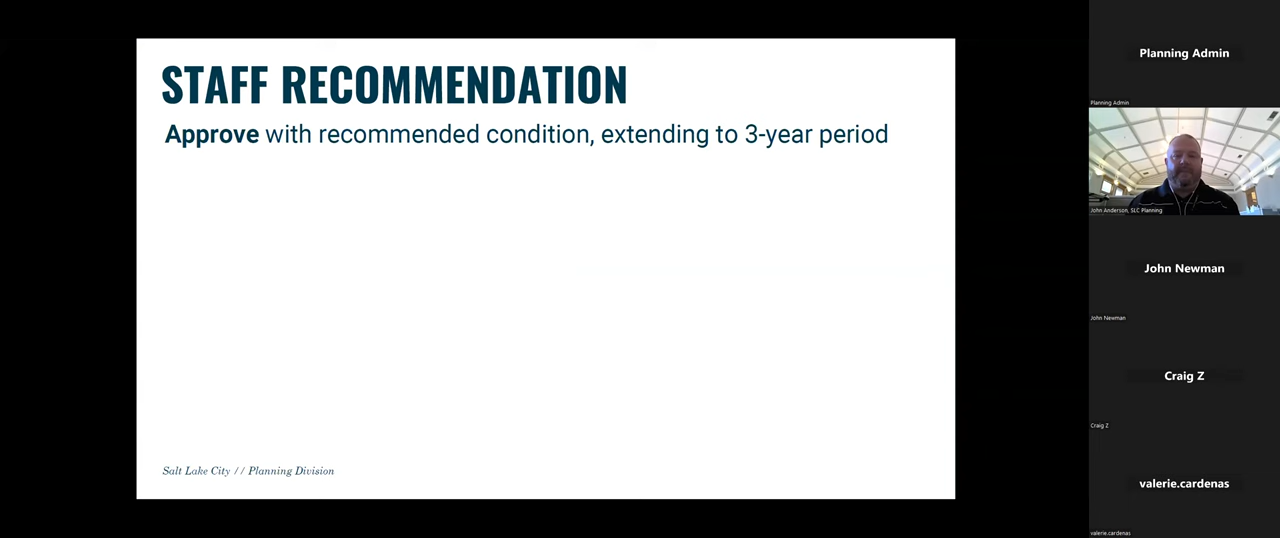 STAFF RECOMMENDATION
Approve with recommended condition, extending to 3-year period
Salt Lake City // Planning Division
Planning Admin
Planning Admin
John Anderson, SLC Planning
John Newman
John Newman
Craig Z
Craig Z
valerie.cardenas
valerie.cardenas